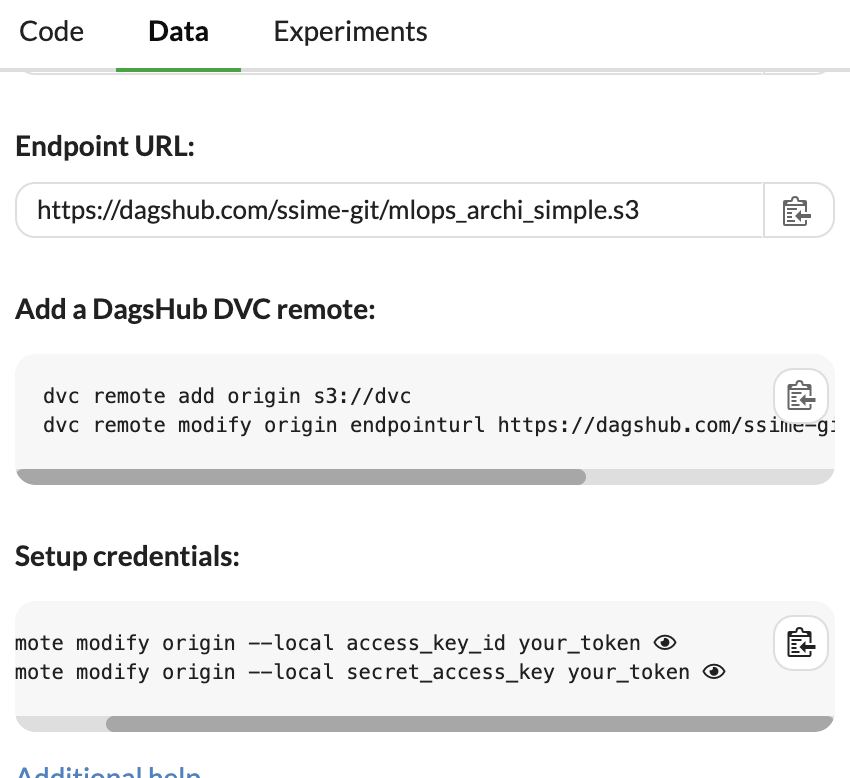 Code Data Experiments
Endpoint URL:
https://dagshub.com/ssime-git/mlops_archi_simple.s3
Add a DagsHub DVC remote:
dvc remote add origin s3://dvc
dvc remote modify origin endpointurl https://dagshub.com/ssime-gi
Setup credentials:
mote modify origin --local access_key_id your_token
mote modify origin --local secret_access_key your_token
Additional help